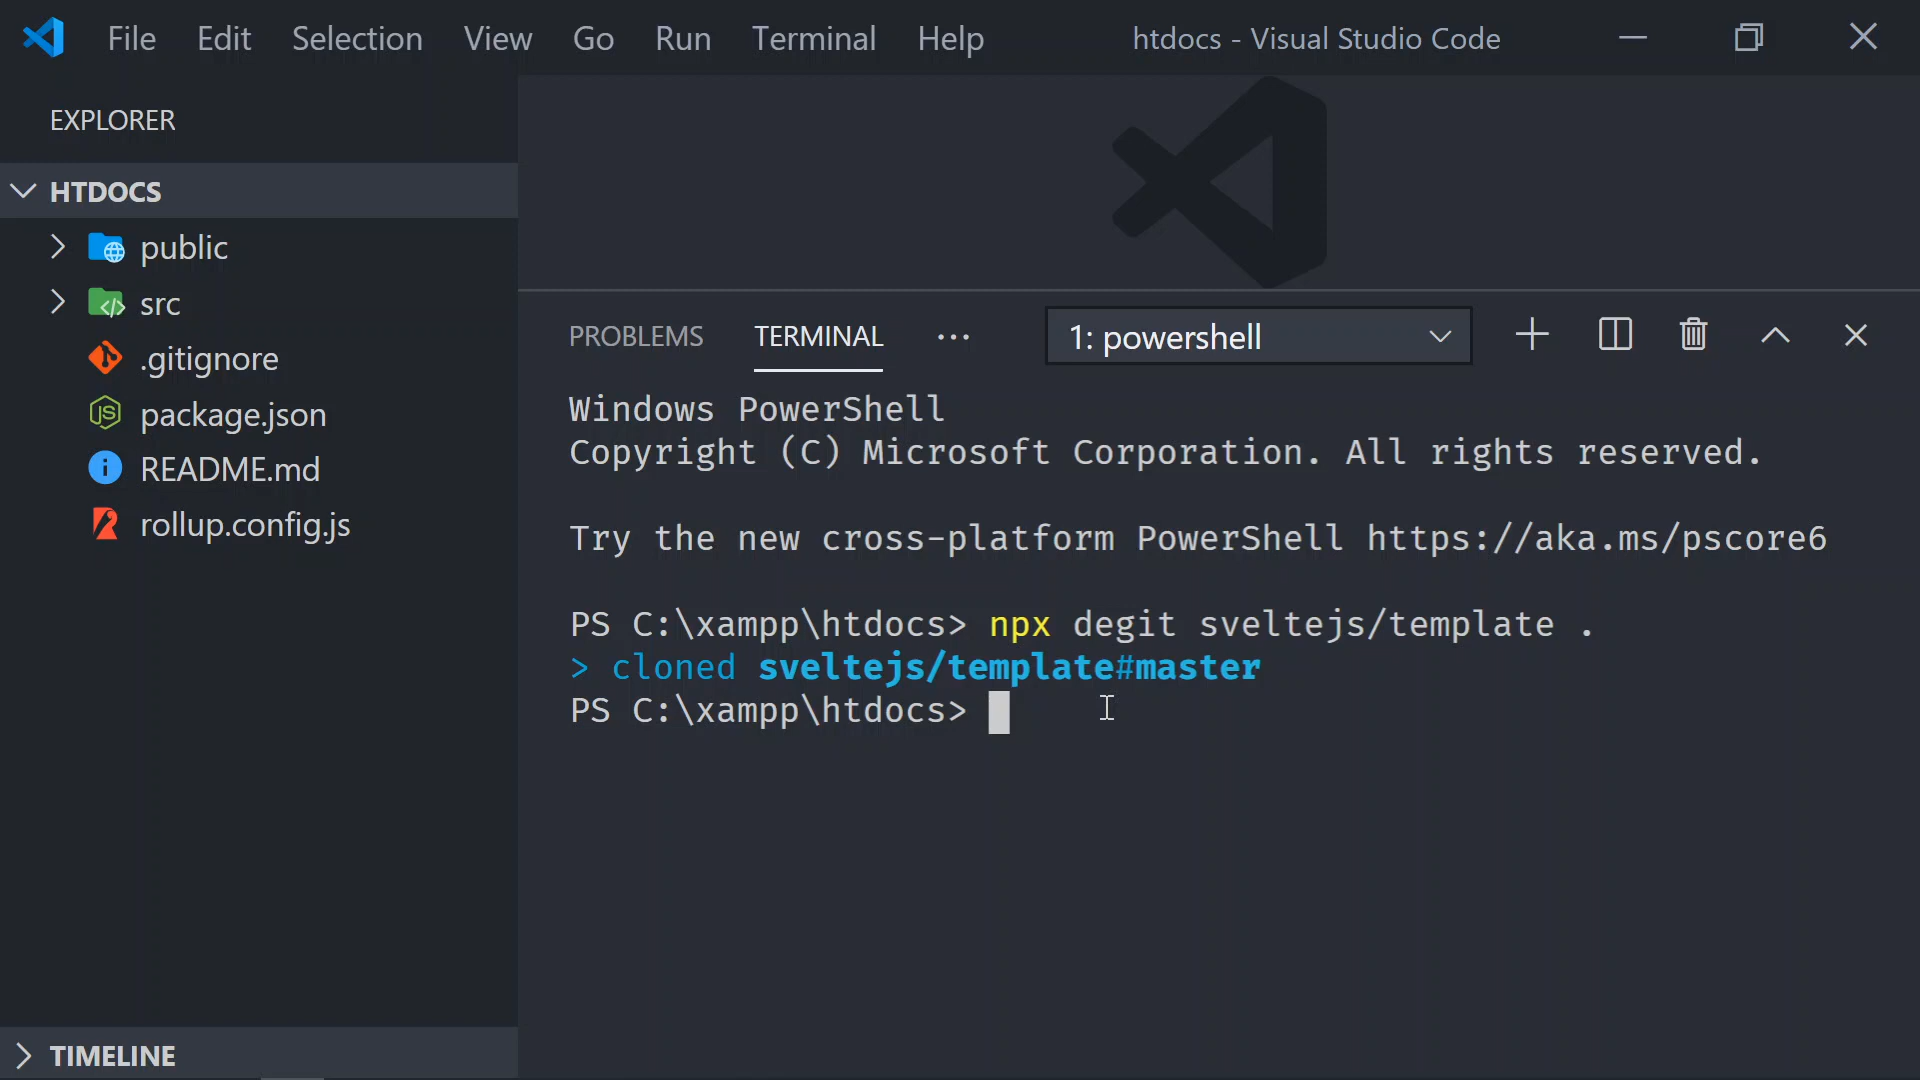 File Edit Selection View Go Run Terminal Help htdocs - Visual Studio Code
EXPLORER
HTDOCS
public
src
.gitignore
package.json
README.md
rollup.config.js
TIMELINE
PROBLEMS TERMINAL ··· 1: powershell
Windows PowerShell
Copyright (C) Microsoft Corporation. All rights reserved.
Try the new cross-platform PowerShell https://aka.ms/pscore6
PS C:\xampp\htdocs> npx degit sveltejs/template .
> cloned sveltejs/template#master
PS C:\xampp\htdocs>